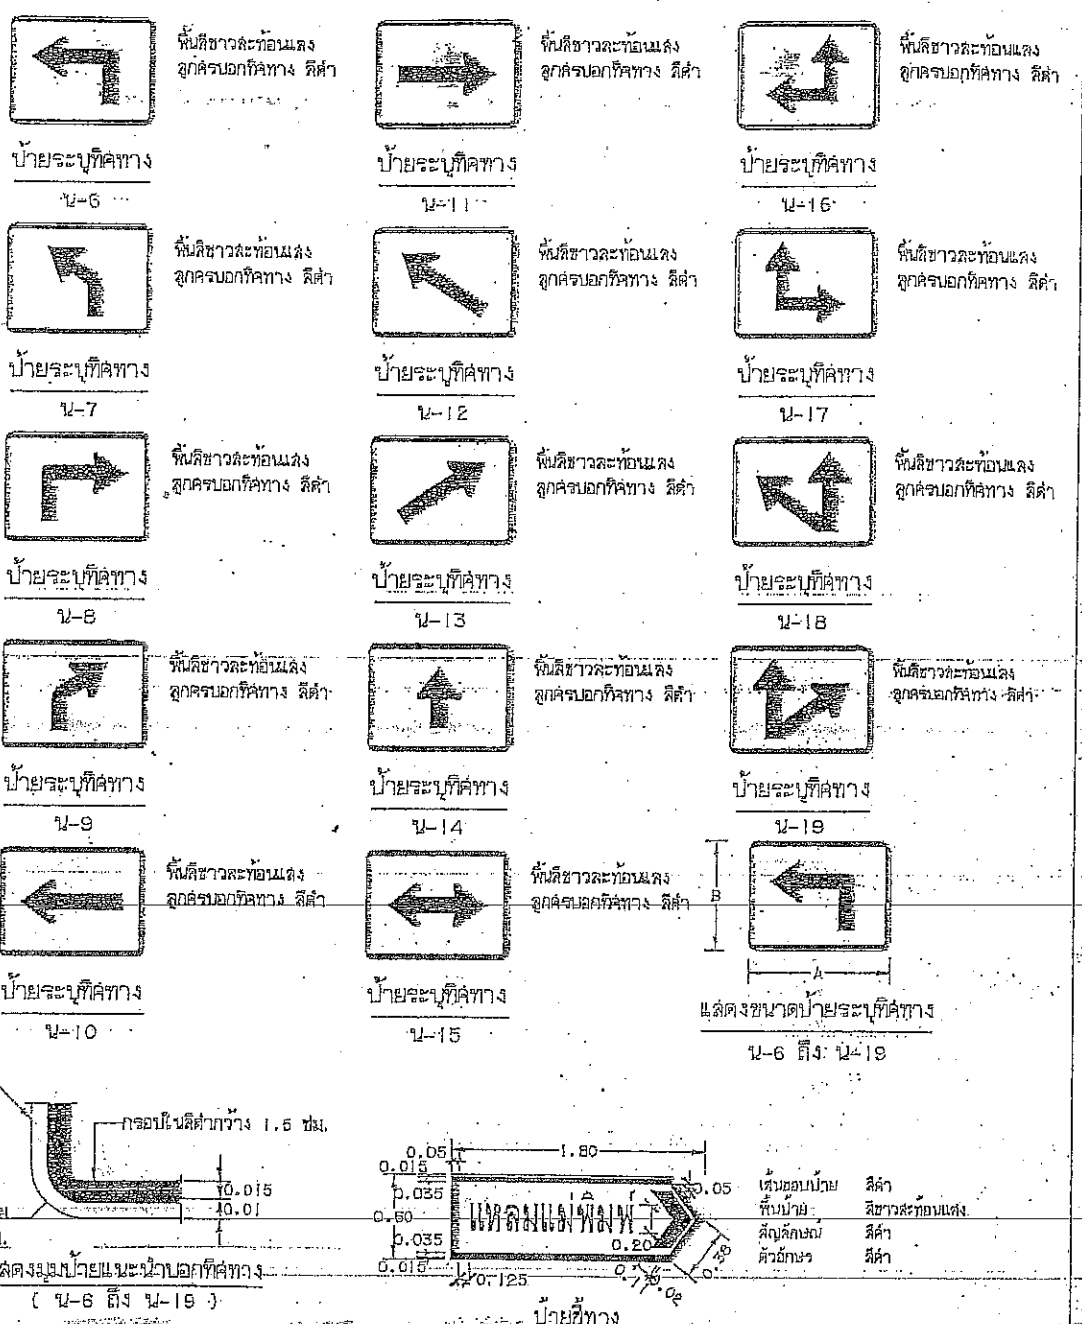 พื้นสีขาวสะท้อนแสง
ลูกศรบอกทิศทาง สีดำ
ป้ายระบุทิศทาง
น-6
พื้นสีขาวสะท้อนแสง
ลูกศรบอกทิศทาง สีดำ
ป้ายระบุทิศทาง
น-11
พื้นสีขาวสะท้อนแสง
ลูกศรบอกทิศทาง สีดำ
ป้ายระบุทิศทาง
น-16
พื้นสีขาวสะท้อนแสง
ลูกศรบอกทิศทาง สีดำ
ป้ายระบุทิศทาง
น-7
พื้นสีขาวสะท้อนแสง
ลูกศรบอกทิศทาง สีดำ
ป้ายระบุทิศทาง
น-12
พื้นสีขาวสะท้อนแสง
ลูกศรบอกทิศทาง สีดำ
ป้ายระบุทิศทาง
น-17
พื้นสีขาวสะท้อนแสง
ลูกศรบอกทิศทาง สีดำ
ป้ายระบุทิศทาง
น-8
พื้นสีขาวสะท้อนแสง
ลูกศรบอกทิศทาง สีดำ
ป้ายระบุทิศทาง
น-13
พื้นสีขาวสะท้อนแสง
ลูกศรบอกทิศทาง สีดำ
ป้ายระบุทิศทาง
น-18
พื้นสีขาวสะท้อนแสง
ลูกศรบอกทิศทาง สีดำ
ป้ายระบุทิศทาง
น-9
พื้นสีขาวสะท้อนแสง
ลูกศรบอกทิศทาง สีดำ
ป้ายระบุทิศทาง
น-14
พื้นสีขาวสะท้อนแสง
ลูกศรบอกทิศทาง สีดำ
ป้ายระบุทิศทาง
น-19
พื้นสีขาวสะท้อนแสง
ลูกศรบอกทิศทาง สีดำ
ป้ายระบุทิศทาง
น-10
พื้นสีขาวสะท้อนแสง
ลูกศรบอกทิศทาง สีดำ
ป้ายระบุทิศทาง
น-15
B
A
แสดงขนาดป้ายระบุทิศทาง
น-6 ถึง น-19
กรอบในสีดำกว้าง 1.5 ซม.
0.015
0.01
แสดงมุมป้ายแนะนำบอกทิศทาง
( น-6 ถึง น-19 )
0.05
1.80
0.015
0.035
0.60
0.035
0.015
0.125
แหลมแม่พิมพ์
0.20
0.05
0.38
0.17
0.02
ป้ายชี้ทาง
เส้นขอบป้าย สีดำ
พื้นป้าย สีขาวสะท้อนแสง
สัญลักษณ์ สีดำ
ตัวอักษร สีดำ